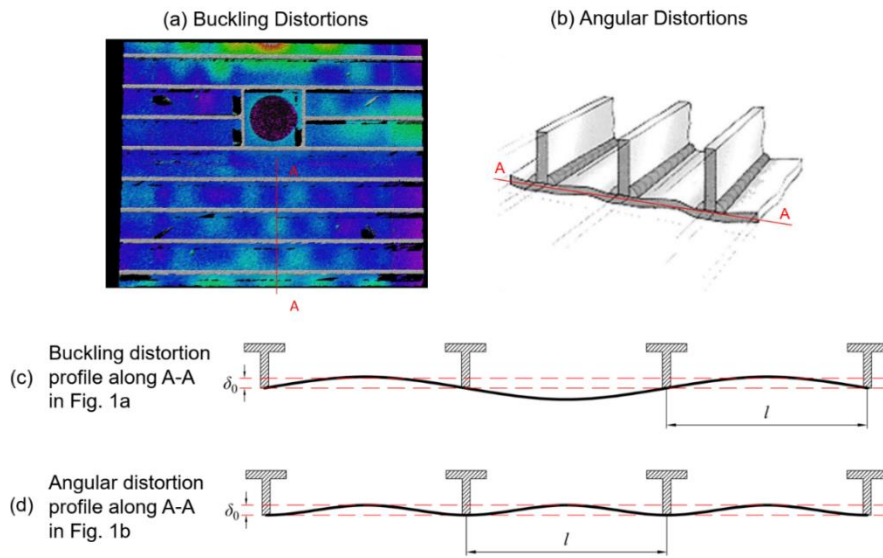 (a) Buckling Distortions
(b) Angular Distortions
A
A
A
A
(c)
Buckling distortion
profile along A-A
in Fig. 1a
δ0
l
(d)
Angular distortion
profile along A-A
in Fig. 1b
δ0
l